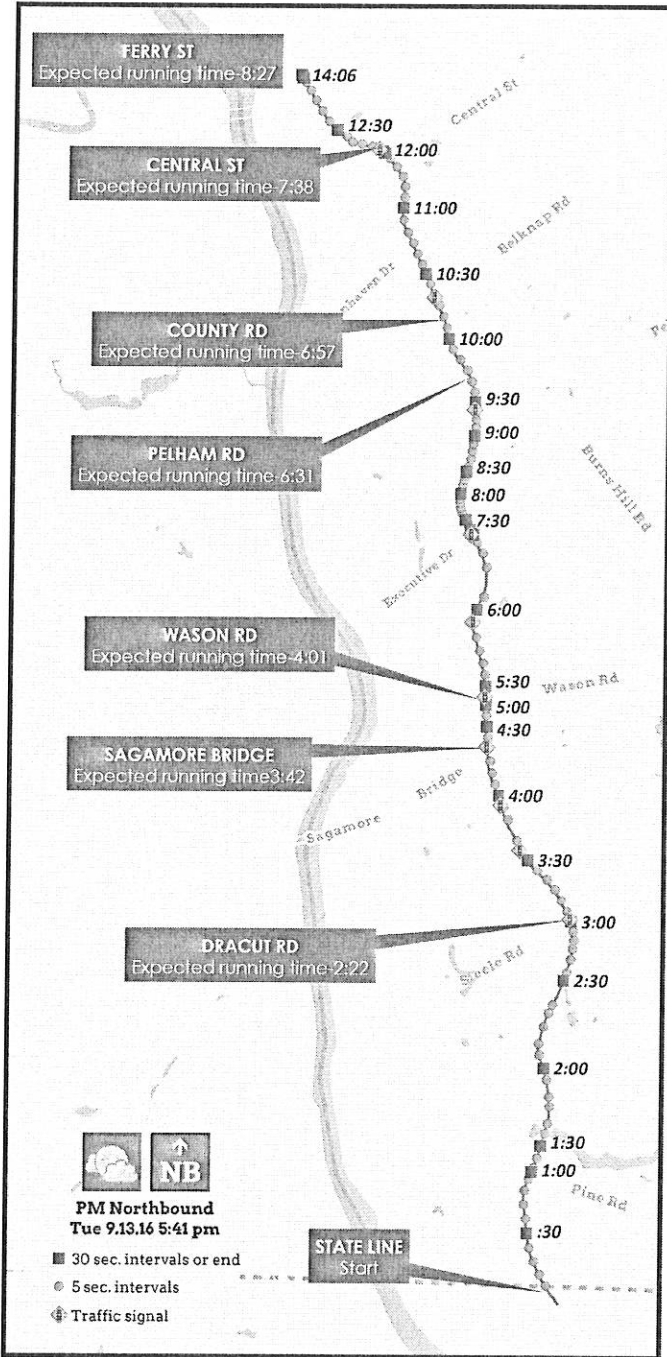 FERRY ST
Expected running time-8:27
14:06
Central St
12:30
12:00
CENTRAL ST
Expected running time-7:38
11:00
Belknap Rd
10:30
COUNTY RD
Expected running time-6:57
10:00
9:30
9:00
PELHAM RD
Expected running time-6:31
8:30
Burns Hill Rd
8:00
7:30
Executive Dr
6:00
WASON RD
Expected running time-4:01
5:30
Wason Rd
5:00
4:30
SAGAMORE BRIDGE
Expected running time3:42
Sagamore Bridge
4:00
3:30
3:00
DRACUT RD
Expected running time-2:22
Steele Rd
2:30
2:00
1:30
1:00
Pine Rd
:30
NB
PM Northbound
Tue 9.13.16 5:41 pm
30 sec. intervals or end
5 sec. intervals
Traffic signal
STATE LINE
Start